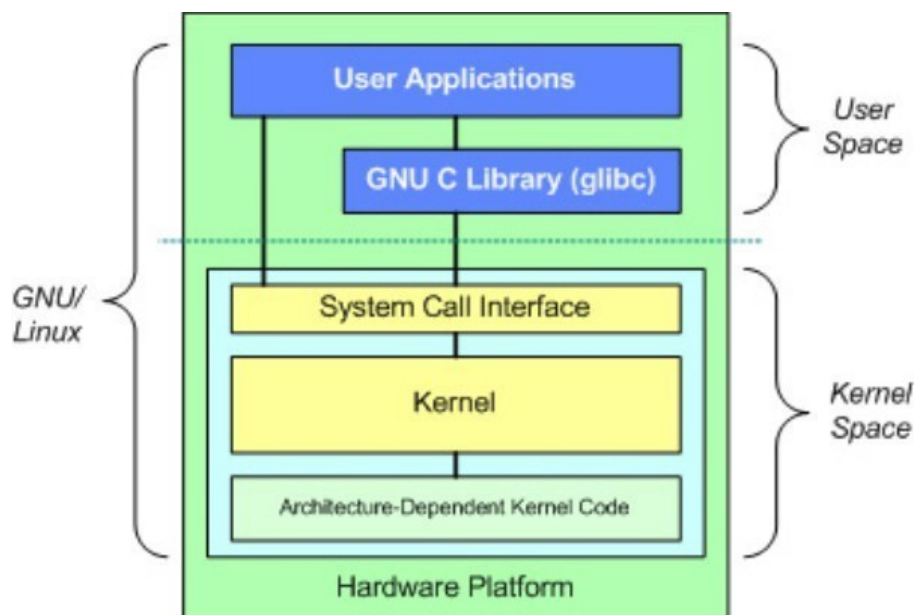 User Applications
User
Space
GNU C Library (glibc)
GNU/
Linux
System Call Interface
Kernel
Kernel
Space
Architecture-Dependent Kernel Code
Hardware Platform